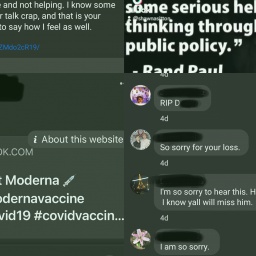 e and not helping. I know some
r talk crap, and that is your
to say how I feel as well.
some serious hel
thinking through
public policy."
- Rand Paul
i About this website
OK.COM
t Moderna
odernavaccine
vid19 #covidvaccin...
4d
RIP D
4d
So sorry for your loss.
4d
I'm so sorry to hear this. H
I know yall will miss him.
4d
I am so sorry.